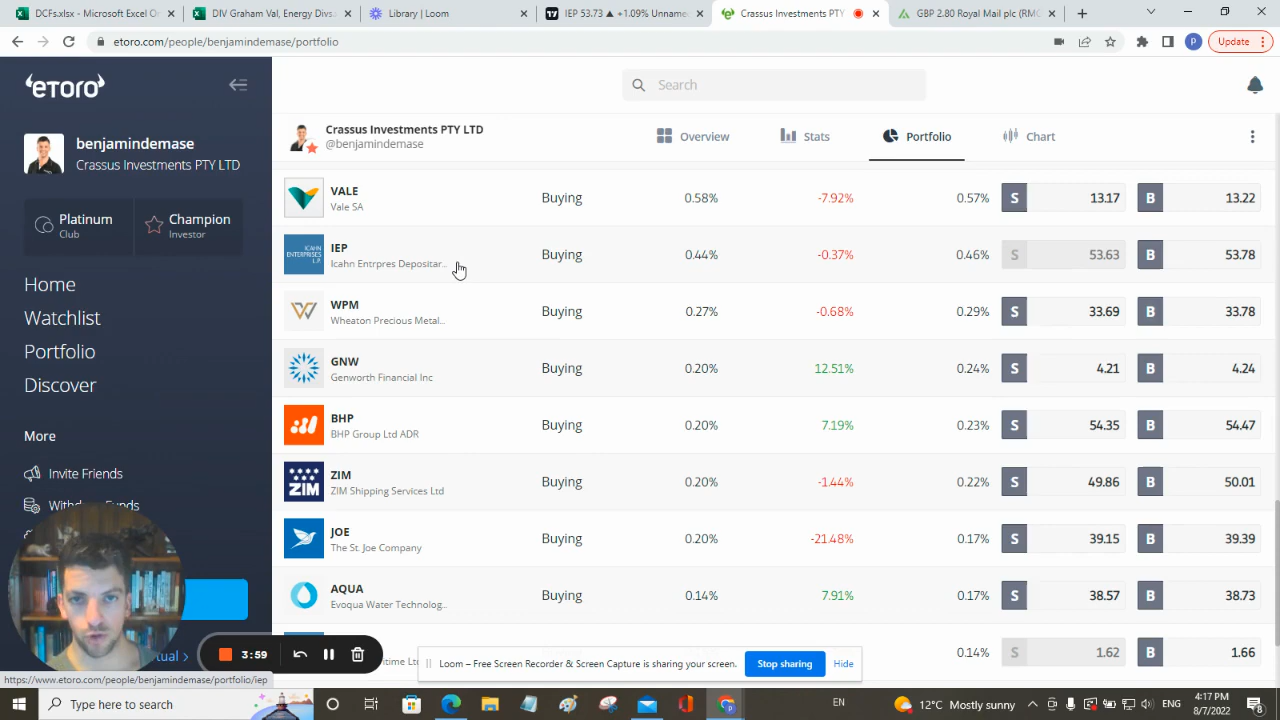 DCFs.xlsx - Microsoft Excel On
DIV Graham Val, Energy Divs
Library | Loom
IEP 53.73 ▲ +1.09% Unname
Crassus Investments PTY LTD
GBP 2.80 Royal Mail plc (RMG
etoro.com/people/benjamindemase/portfolio
Update
eToro
Search
benjamindemase
Crassus Investments PTY LTD
Platinum
Club
Champion
Investor
Home
Watchlist
Portfolio
Discover
More
Invite Friends
Withdraw Funds
Crassus Investments PTY LTD
@benjamindemase
Overview
Stats
Portfolio
Chart
VALE
Vale SA
Buying 0.58% -7.92% 0.57% S 13.17 B 13.22
ICAHN
ENTERPRISES
L.P.
IEP
Icahn Entrpres Depositar..
Buying 0.44% -0.37% 0.46% S 53.63 B 53.78
WPM
Wheaton Precious Metal..
Buying 0.27% -0.68% 0.29% S 33.69 B 33.78
GNW
Genworth Financial Inc
Buying 0.20% 12.51% 0.24% S 4.21 B 4.24
BHP
BHP Group Ltd ADR
Buying 0.20% 7.19% 0.23% S 54.35 B 54.47
ZIM
ZIM
ZIM Shipping Services Ltd
Buying 0.20% -1.44% 0.22% S 49.86 B 50.01
JOE
The St. Joe Company
Buying 0.20% -21.48% 0.17% S 39.15 B 39.39
AQUA
Evoqua Water Technolog..
Buying 0.14% 7.91% 0.17% S 38.57 B 38.73
0.14% S 1.62 B 1.66
3:59
Loom – Free Screen Recorder & Screen Capture is sharing your screen.
Stop sharing
Hide
https://www.etoro.com/people/benjamindemase/portfolio/iep
Type here to search
12°C Mostly sunny
EN
4:17 PM
8/7/2022
8